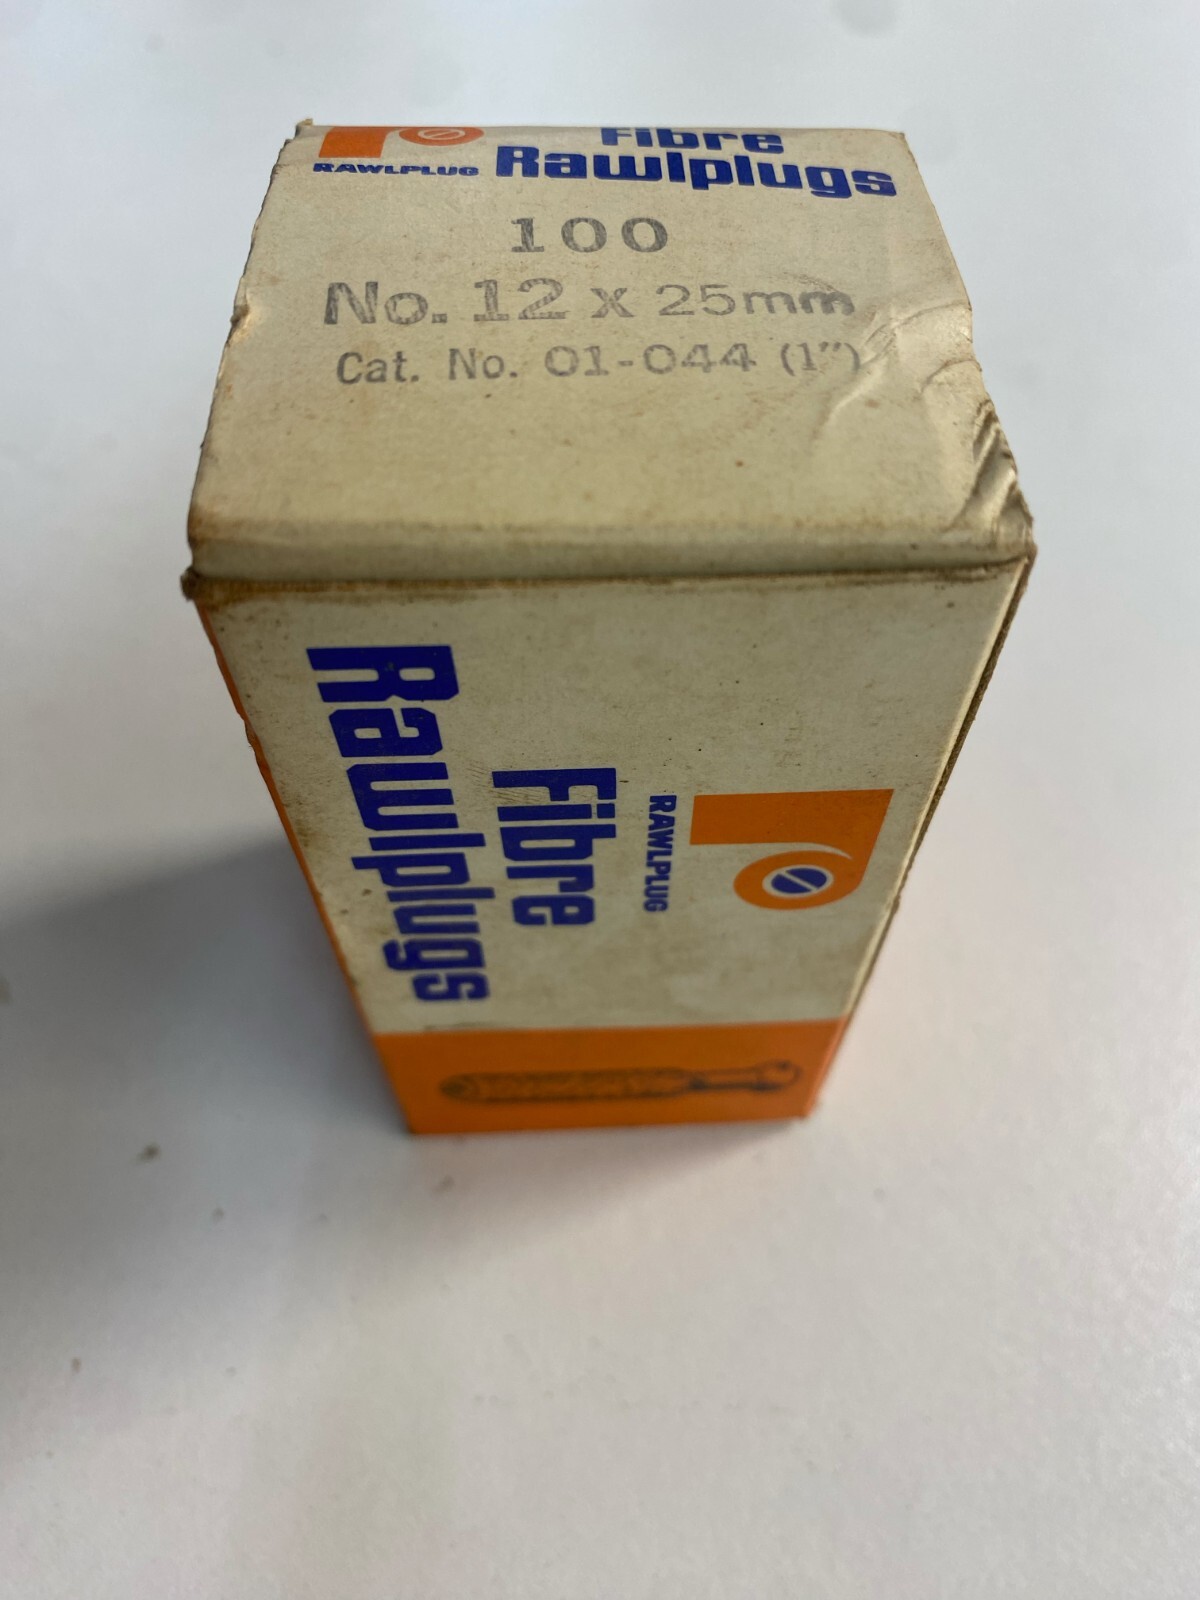 Fibre
RAWLPLUG Rawlplugs
100
No. 12 x 25mm
Cat. No. 01-044 (1")
RAWLPLUG
Fibre
Rawlplugs